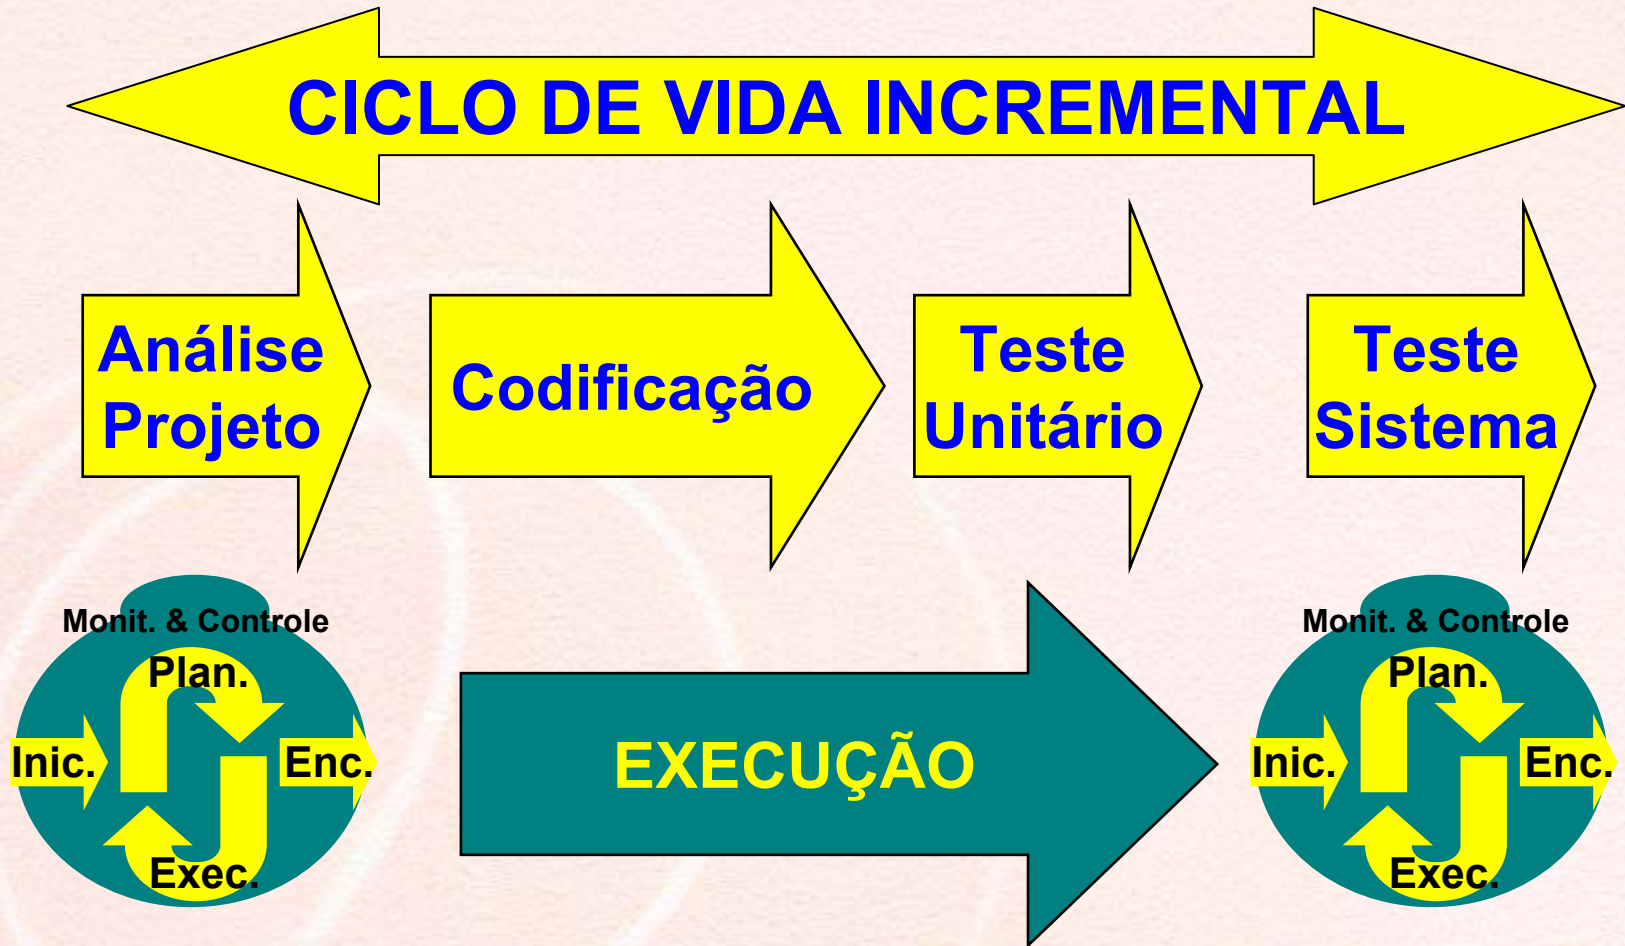 CICLO DE VIDA INCREMENTAL
Análise
Projeto
Codificação
Teste
Unitário
Teste
Sistema
Monit. & Controle
Plan.
Inic.
Enc.
Exec.
EXECUÇÃO
Monit. & Controle
Plan.
Inic.
Enc.
Exec.